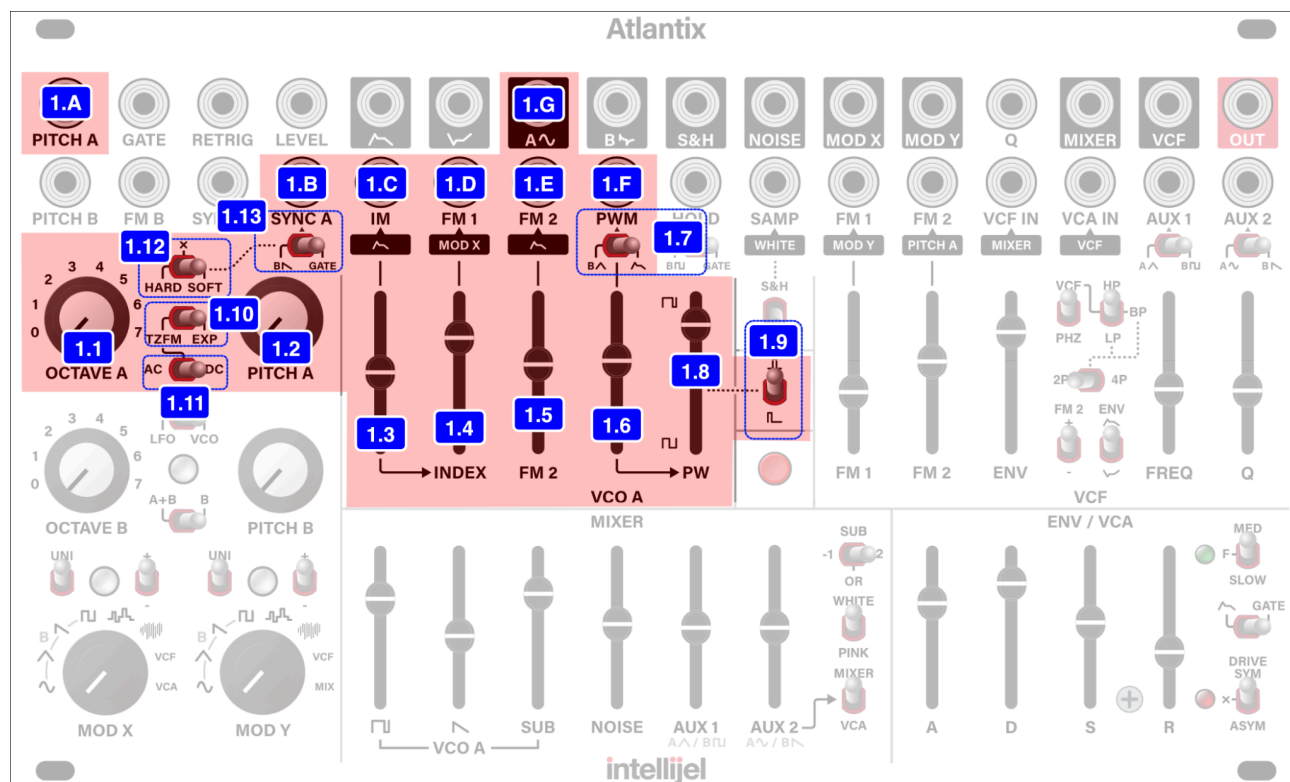 Atlantix
1.A 1.G
PITCH A GATE RETRIG LEVEL A B S&H NOISE MOD X MOD Y Q MIXER VCF OUT
1.B 1.C 1.D 1.E 1.F
PITCH B FM B SYNC A IM FM 1 FM 2 PWM HOLD SAMP FM 1 FM 2 VCF IN VCA IN AUX 1 AUX 2
1.13 1.7
1.12 × MOD X WHITE MOD Y PITCH A MIXER VCF
B GATE B B GATE A B A B
HARD SOFT
S&H VCF HP
0 1 2 3 4 5 6 7
1.10 BP
TZFM EXP PHZ LP
1.1 1.2 1.9
OCTAVE A AC DC PITCH A 1.8 2P 4P
1.11
1.3 1.4 1.5 1.6
FM 2 ENV
+
-
LFO VCO
0 1 2 3 4 5 6 7
INDEX FM 2 PW FM 1 FM 2 ENV FREQ Q
A+B B
VCO A VCF
OCTAVE B PITCH B
MIXER ENV / VCA
UNI + UNI + SUB MED
-1 2 F
OR SLOW
- -
WHITE GATE
B B
PINK
VCF VCF DRIVE
SYM
MIXER ×
VCA MIX
VCA ASYM
MOD X MOD Y
SUB NOISE AUX 1 AUX 2 A D S R
VCO A A / B A / B
intellijel